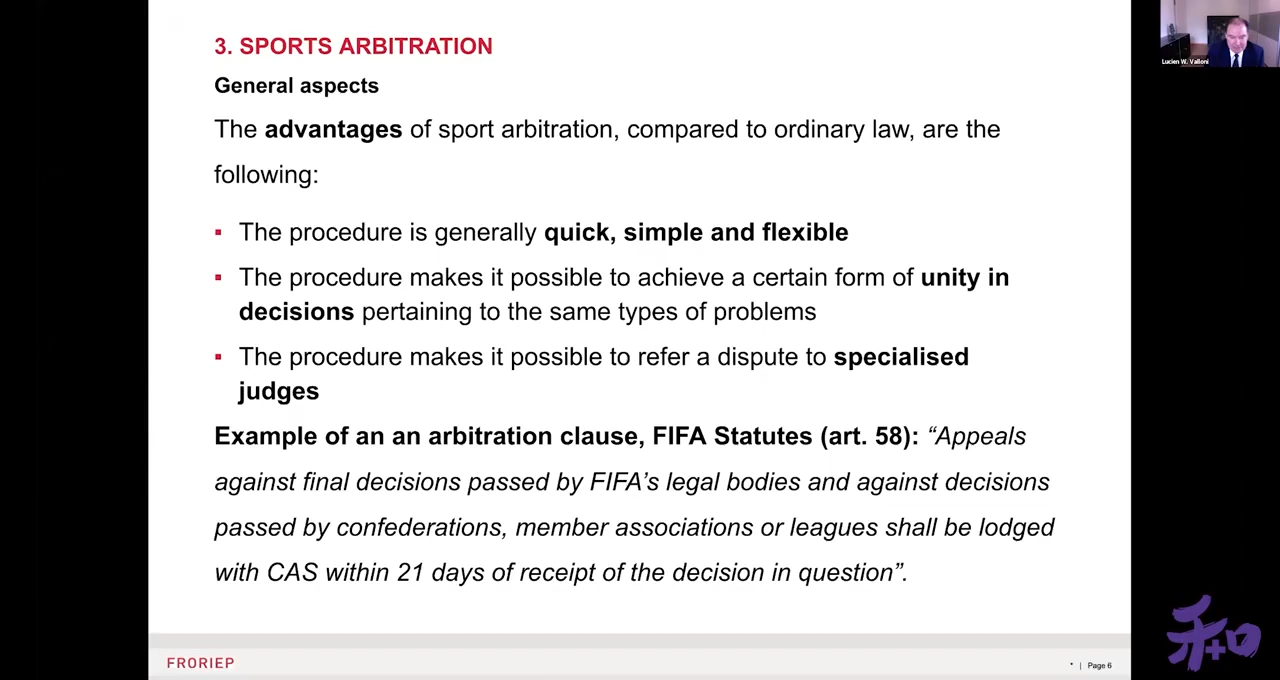 3. SPORTS ARBITRATION
Lucien W. Valloni
General aspects
The advantages of sport arbitration, compared to ordinary law, are the
following:
▪ The procedure is generally quick, simple and flexible
▪ The procedure makes it possible to achieve a certain form of unity in
decisions pertaining to the same types of problems
▪ The procedure makes it possible to refer a dispute to specialised
judges
Example of an an arbitration clause, FIFA Statutes (art. 58): “Appeals
against final decisions passed by FIFA’s legal bodies and against decisions
passed by confederations, member associations or leagues shall be lodged
with CAS within 21 days of receipt of the decision in question”.
和
FRORIEP
* | Page 6